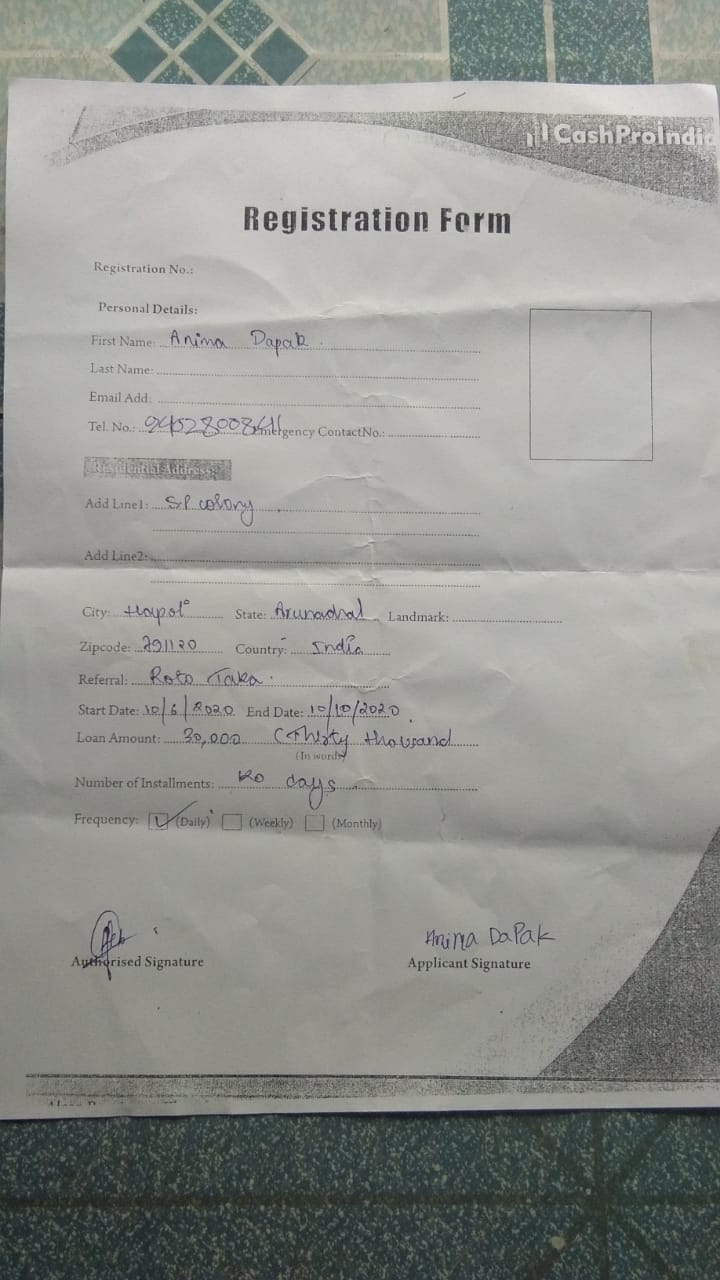 CashProIndia
Registration Form
Registration No.:
Personal Details:
First Name: Anima Dapak
Last Name:
Email Add:
Tel. No.: Emergency ContactNo.:
Residential Address:
Add Line1: SP colony
Add Line2:
City: Hapoli State: Arunachal Landmark:
Zipcode: 791120 Country: India
Referral: Roto Taka
Start Date: 10/6/2020 End Date: 10/10/2020
Loan Amount: 30,000 (Thirty thousand
(In words)
Number of Installments: days
Frequency: (Daily) (Weekly) (Monthly)
Anima DaPak
Authorised Signature Applicant Signature